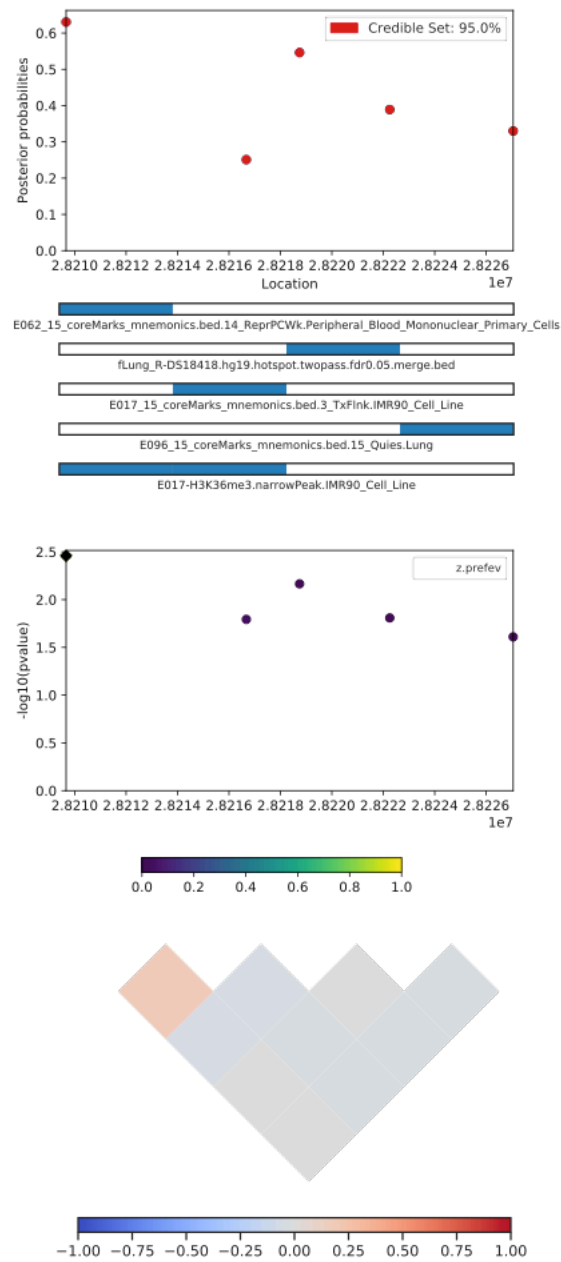 Credible Set: 95.0%
Posterior probabilities
0.6
0.5
0.4
0.3
0.2
0.1
0.0
2.8210 2.8212 2.8214 2.8216 2.8218 2.8220 2.8222 2.8224 2.8226
1e7
Location
E062_15_coreMarks_mnemonics.bed.14_ReprPCWk.Peripheral_Blood_Mononuclear_Primary_Cells
fLung_R-DS18418.hg19.hotspot.twopass.fdr0.05.merge.bed
E017_15_coreMarks_mnemonics.bed.3_TxFlnk.IMR90_Cell_Line
E096_15_coreMarks_mnemonics.bed.15_Quies.Lung
E017-H3K36me3.narrowPeak.IMR90_Cell_Line
z.prefev
-log10(pvalue)
2.5
2.0
1.5
1.0
0.5
0.0
2.8210 2.8212 2.8214 2.8216 2.8218 2.8220 2.8222 2.8224 2.8226
1e7
0.0 0.2 0.4 0.6 0.8 1.0
−1.00 −0.75 −0.50 −0.25 0.00 0.25 0.50 0.75 1.00